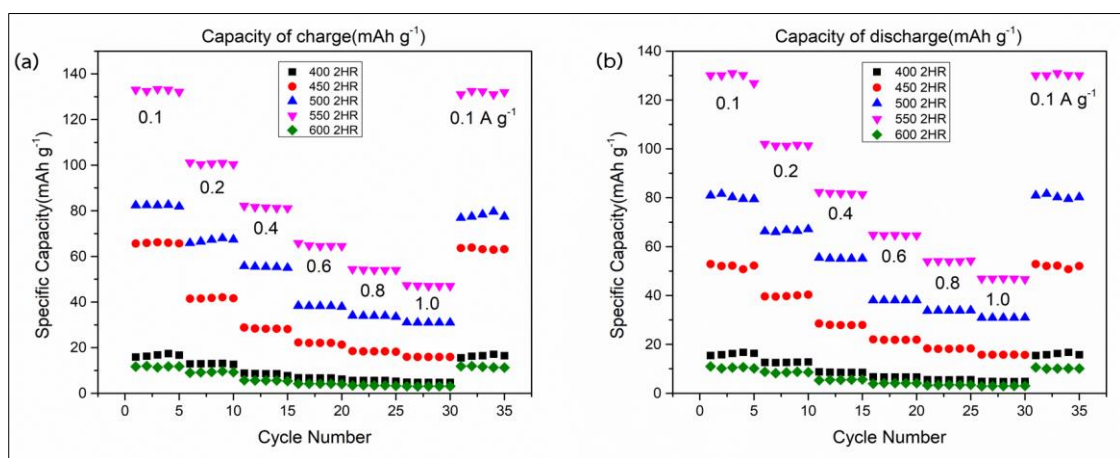 Capacity of charge(mAh g⁻¹)
(a)
400 2HR
450 2HR
500 2HR
550 2HR
600 2HR
140
120
100
80
60
40
20
0
0.1
0.2
0.4
0.6
0.8
1.0
0.1 A g⁻¹
Specific Capacity(mAh g⁻¹)
0 5 10 15 20 25 30 35
Cycle Number
Capacity of discharge(mAh g⁻¹)
(b)
400 2HR
450 2HR
500 2HR
550 2HR
600 2HR
140
120
100
80
60
40
20
0
0.1
0.2
0.4
0.6
0.8
1.0
0.1 A g⁻¹
Specific Capacity(mAh g⁻¹)
0 5 10 15 20 25 30 35
Cycle Number